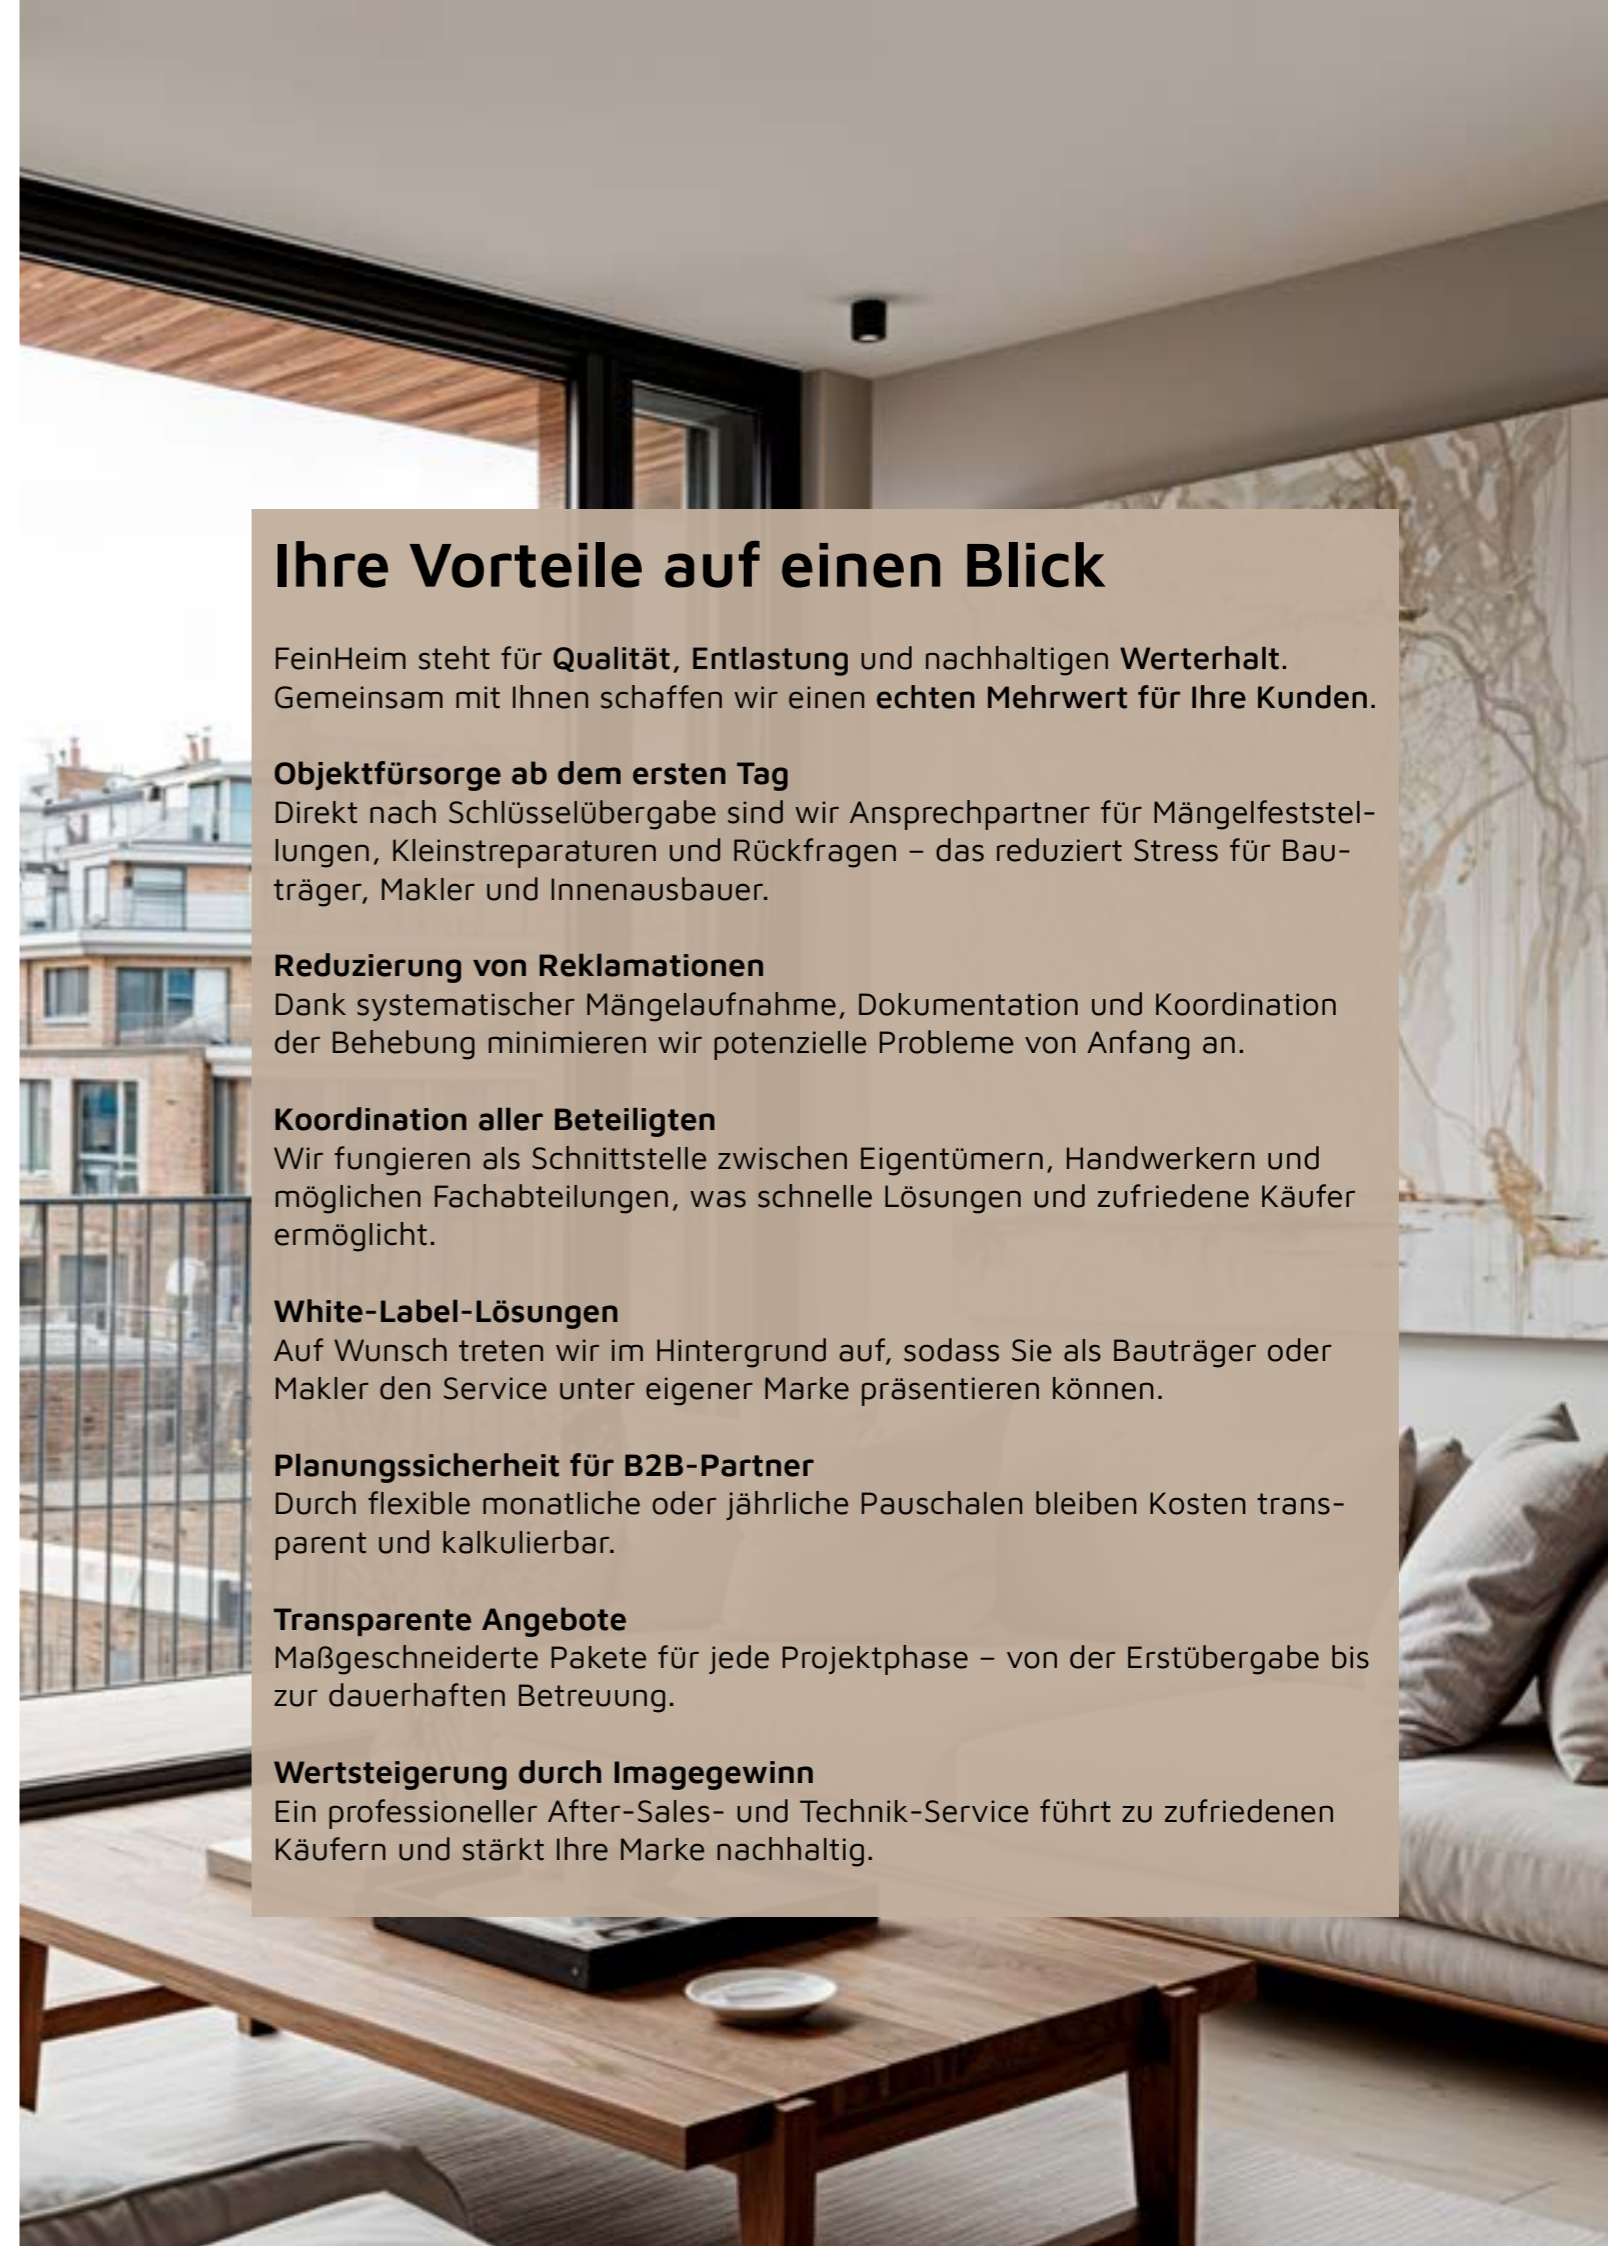 Ihre Vorteile auf einen Blick
FeinHeim steht für Qualität, Entlastung und nachhaltigen Werterhalt.
Gemeinsam mit Ihnen schaffen wir einen echten Mehrwert für Ihre Kunden.
Objektfürsorge ab dem ersten Tag
Direkt nach Schlüsselübergabe sind wir Ansprechpartner für Mängelfeststel-
lungen, Kleinstreparaturen und Rückfragen – das reduziert Stress für Bau-
träger, Makler und Innenausbauer.
Reduzierung von Reklamationen
Dank systematischer Mängelaufnahme, Dokumentation und Koordination
der Behebung minimieren wir potenzielle Probleme von Anfang an.
Koordination aller Beteiligten
Wir fungieren als Schnittstelle zwischen Eigentümern, Handwerkern und
möglichen Fachabteilungen, was schnelle Lösungen und zufriedene Käufer
ermöglicht.
White-Label-Lösungen
Auf Wunsch treten wir im Hintergrund auf, sodass Sie als Bauträger oder
Makler den Service unter eigener Marke präsentieren können.
Planungssicherheit für B2B-Partner
Durch flexible monatliche oder jährliche Pauschalen bleiben Kosten trans-
parent und kalkulierbar.
Transparente Angebote
Maßgeschneiderte Pakete für jede Projektphase – von der Erstübergabe bis
zur dauerhaften Betreuung.
Wertsteigerung durch Imagegewinn
Ein professioneller After-Sales- und Technik-Service führt zu zufriedenen
Käufern und stärkt Ihre Marke nachhaltig.